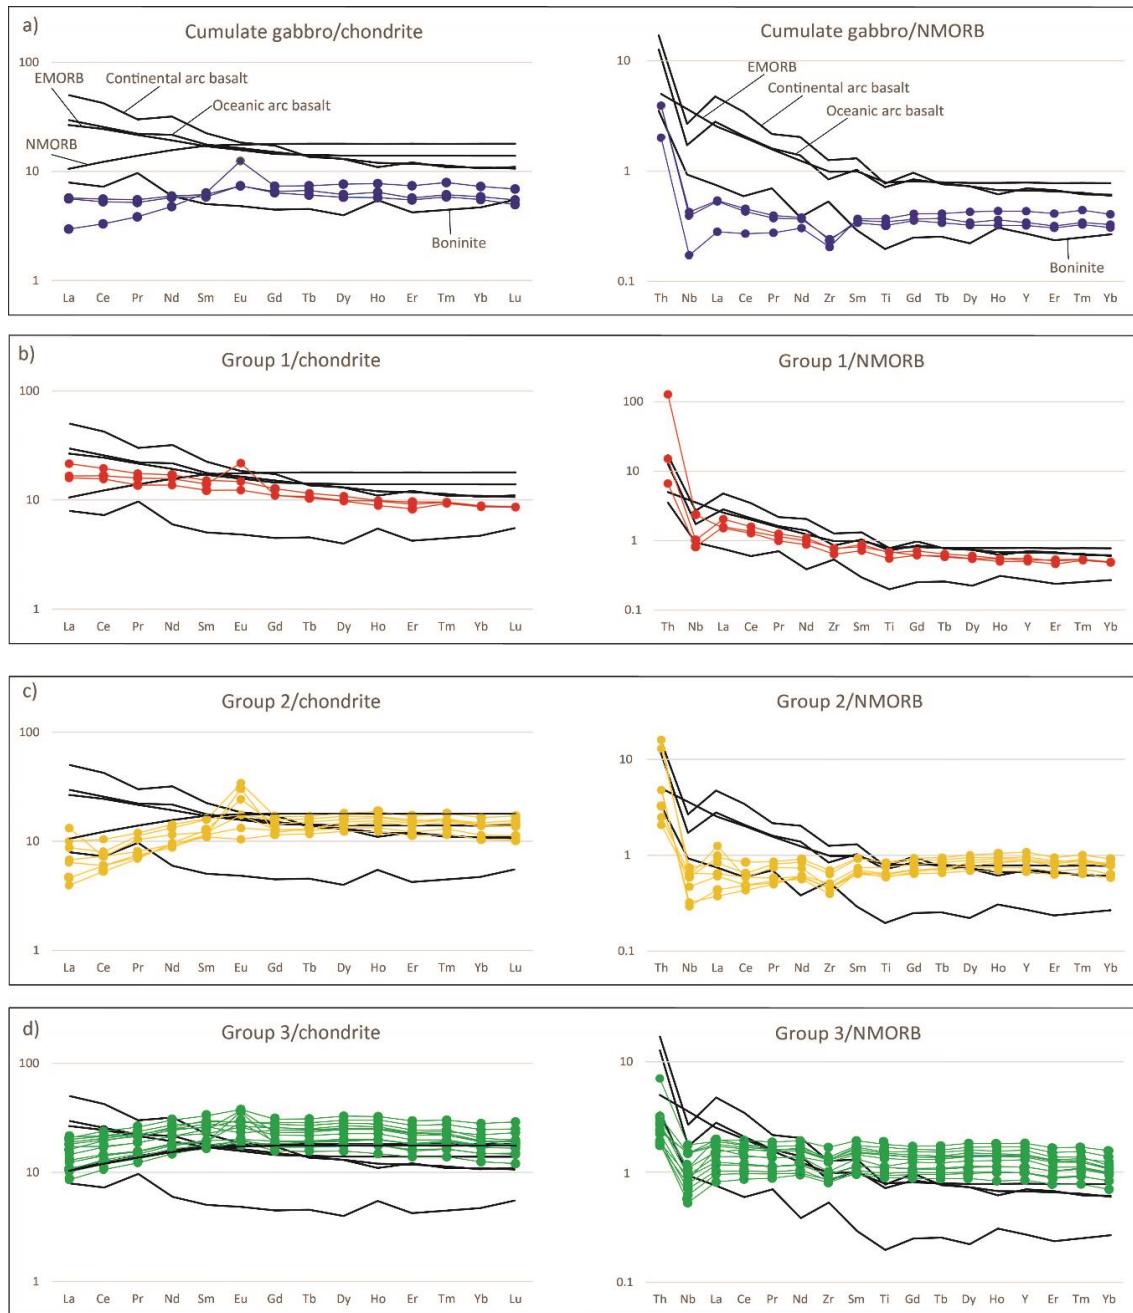 a)
Cumulate gabbro/chondrite
100
10
1
EMORB
Continental arc basalt
Oceanic arc basalt
NMORB
Boninite
La Ce Pr Nd Sm Eu Gd Tb Dy Ho Er Tm Yb Lu
Cumulate gabbro/NMORB
10
1
0.1
EMORB
Continental arc basalt
Oceanic arc basalt
Boninite
Th Nb La Ce Pr Nd Zr Sm Ti Gd Tb Dy Ho Y Er Tm Yb
b)
Group 1/chondrite
100
10
1
La Ce Pr Nd Sm Eu Gd Tb Dy Ho Er Tm Yb Lu
Group 1/NMORB
100
10
1
0.1
Th Nb La Ce Pr Nd Zr Sm Ti Gd Tb Dy Ho Y Er Tm Yb
c)
Group 2/chondrite
100
10
1
La Ce Pr Nd Sm Eu Gd Tb Dy Ho Er Tm Yb Lu
Group 2/NMORB
10
1
0.1
Th Nb La Ce Pr Nd Zr Sm Ti Gd Tb Dy Ho Y Er Tm Yb
d)
Group 3/chondrite
100
10
1
La Ce Pr Nd Sm Eu Gd Tb Dy Ho Er Tm Yb Lu
Group 3/NMORB
10
1
0.1
Th Nb La Ce Pr Nd Zr Sm Ti Gd Tb Dy Ho Y Er Tm Yb